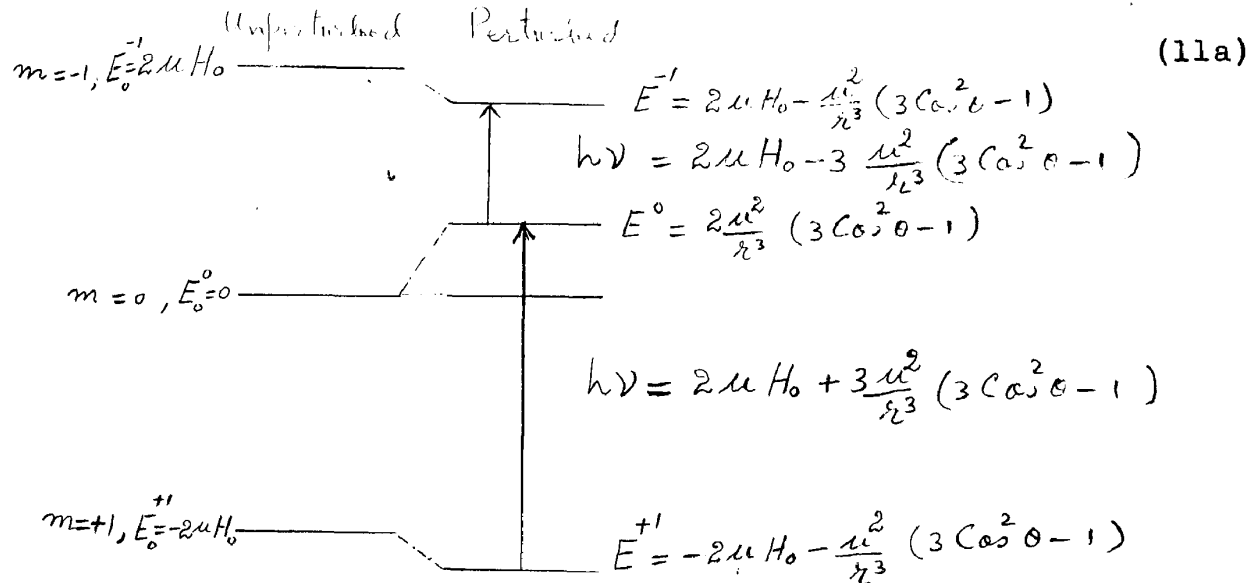 Unperturbed Perturbed
(11a)
m=-1, E₀⁻¹=2μH₀
E⁻¹ = 2μH₀ - μ²/r³ (3Cos²θ-1)
hν = 2μH₀ - 3 μ²/r³ (3Cos²θ-1)
E⁰ = 2μ²/r³ (3Cos²θ-1)
m=0, E₀⁰=0
hν = 2μH₀ + 3μ²/r³ (3Cos²θ-1)
m=+1, E₀⁺¹=-2μH₀
E⁺¹ = -2μH₀ - μ²/r³ (3Cos²θ-1)